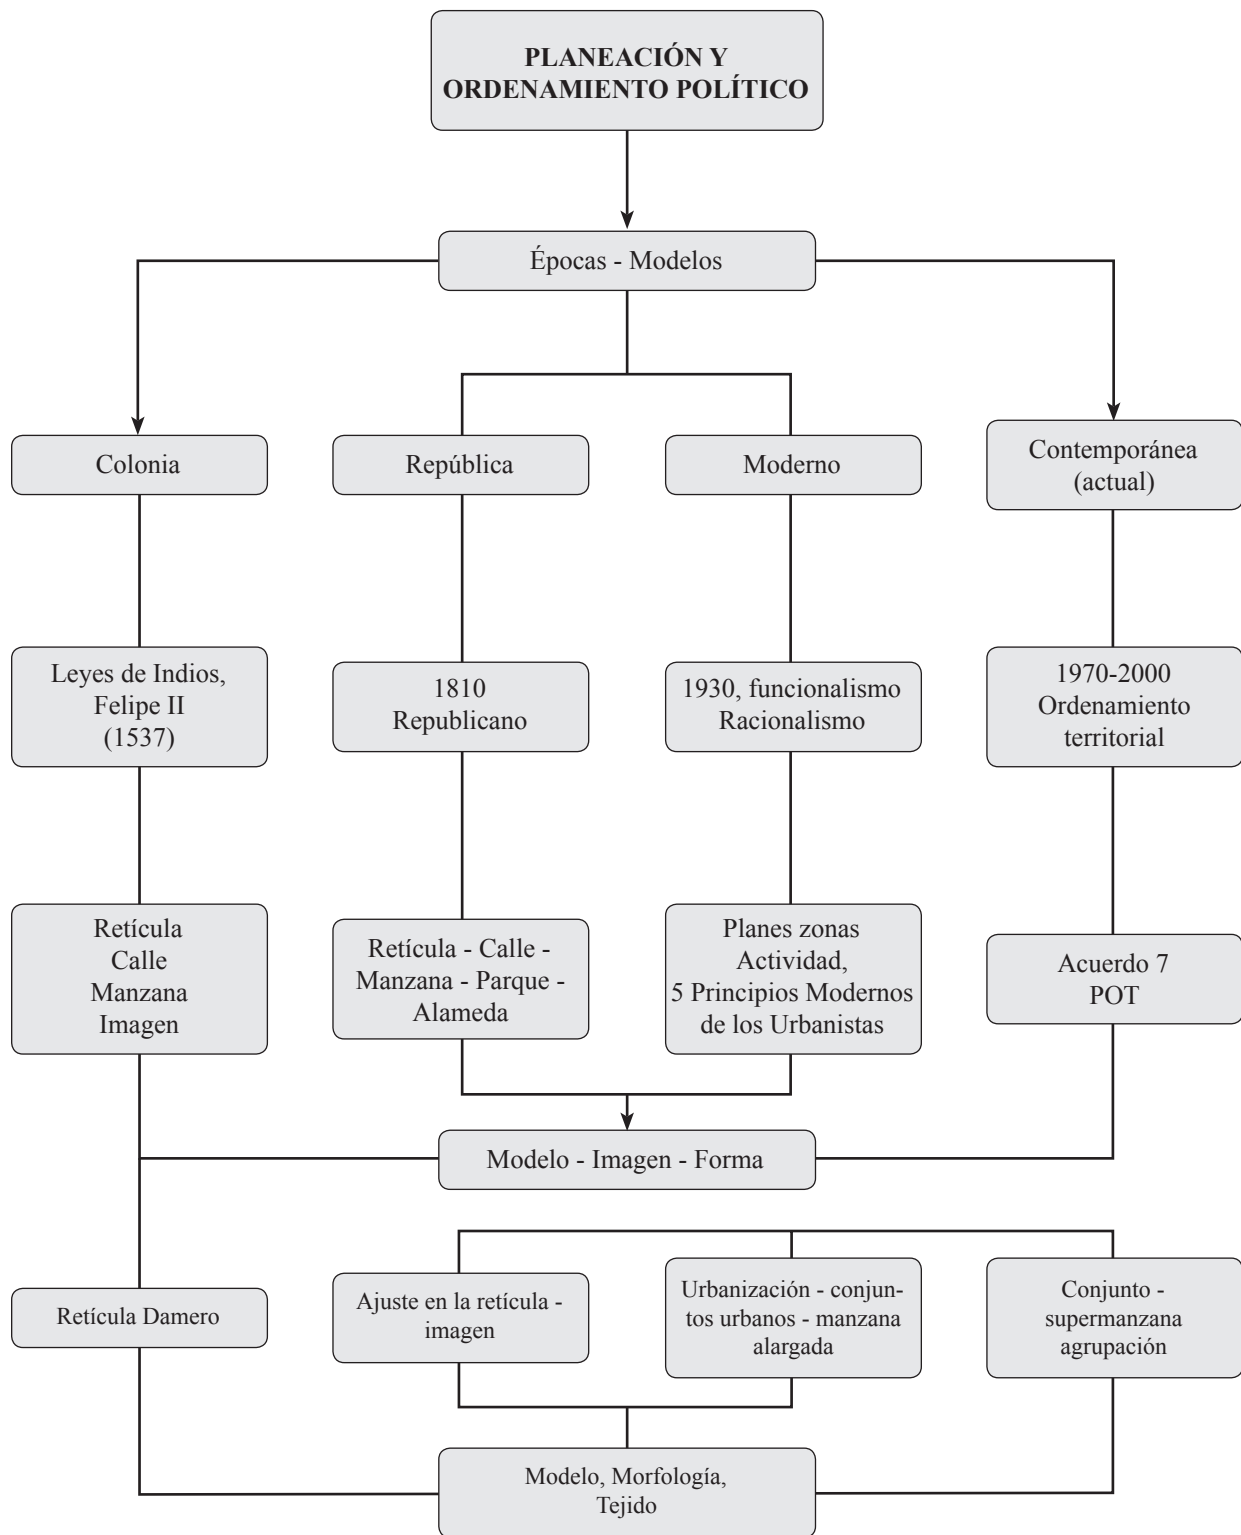 PLANEACIÓN Y
ORDENAMIENTO POLÍTICO
Épocas - Modelos
Colonia
República
Moderno
Contemporánea
(actual)
Leyes de Indios,
Felipe II
(1537)
1810
Republicano
1930, funcionalismo
Racionalismo
1970-2000
Ordenamiento
territorial
Retícula
Calle
Manzana
Imagen
Retícula - Calle -
Manzana - Parque -
Alameda
Planes zonas
Actividad,
5 Principios Modernos
de los Urbanistas
Acuerdo 7
POT
Modelo - Imagen - Forma
Retícula Damero
Ajuste en la retícula -
imagen
Urbanización - conjun-
tos urbanos - manzana
alargada
Conjunto -
supermanzana
agrupación
Modelo, Morfología,
Tejido